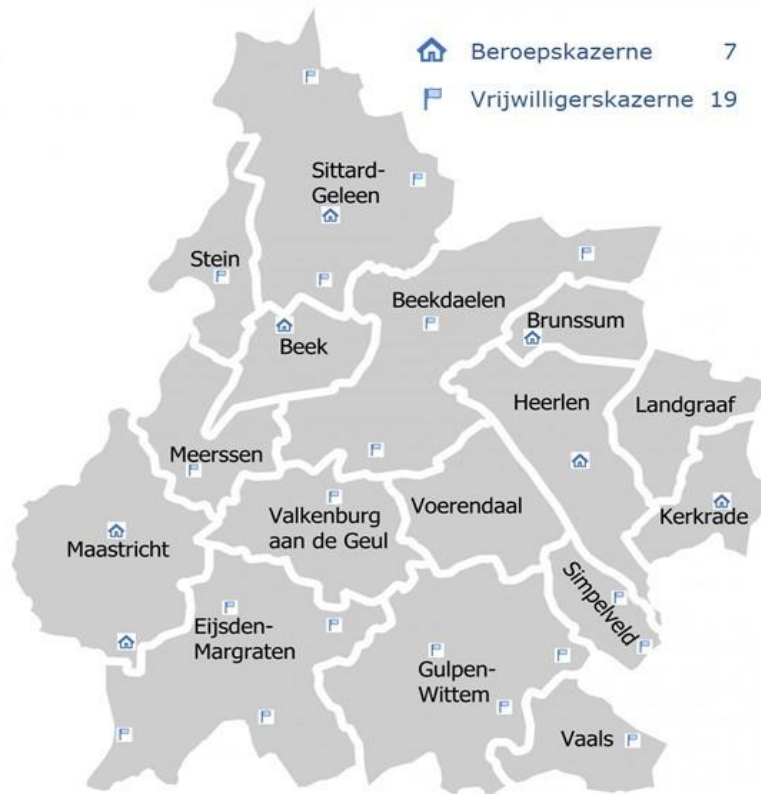 Beroepskazerne 7
Vrijwilligerskazerne 19
Sittard-
Geleen
Stein
Beekdaelen
Brunssum
Beek
Heerlen
Landgraaf
Meerssen
Voerendaal
Kerkrade
Valkenburg
aan de Geul
Maastricht
Simpelveld
Eijsden-
Margraten
Gulpen-
Wittem
Vaals